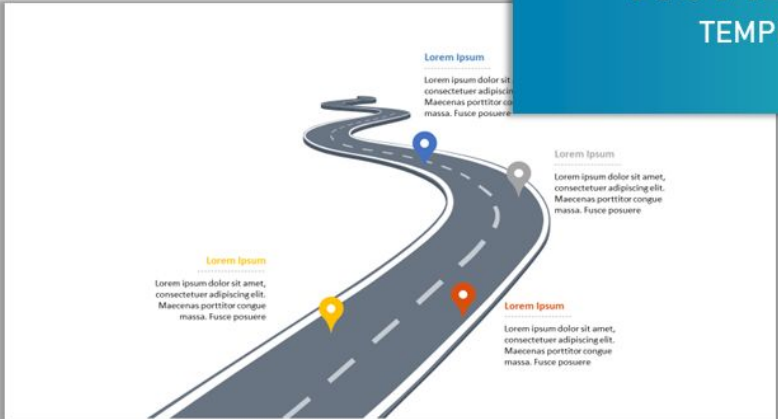 TEMP
Lorem Ipsum
Lorem ipsum dolor sit
consectetuer adipiscin
Maecenas porttitor co
massa. Fusce posuere
Lorem Ipsum
Lorem ipsum dolor sit amet,
consectetuer adipiscing elit.
Maecenas porttitor congue
massa. Fusce posuere
Lorem Ipsum
Lorem ipsum dolor sit amet,
consectetuer adipiscing elit.
Maecenas porttitor congue
massa. Fusce posuere
Lorem Ipsum
Lorem ipsum dolor sit amet,
consectetuer adipiscing elit.
Maecenas porttitor congue
massa. Fusce posuere